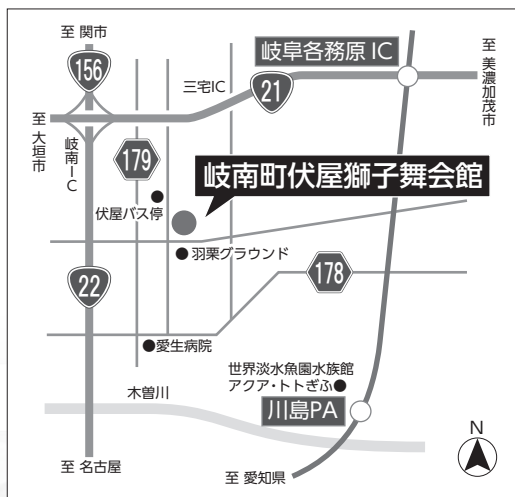 至 関市
156
岐阜各務原 IC
至 美濃加茂市
三宅IC
21
至 大垣市
岐南IC
179
岐南町伏屋獅子舞会館
伏屋バス停
羽栗グラウンド
22
178
愛生病院
世界淡水魚園水族館
アクア・トトぎふ
木曽川
川島PA
N
至 名古屋
至 愛知県